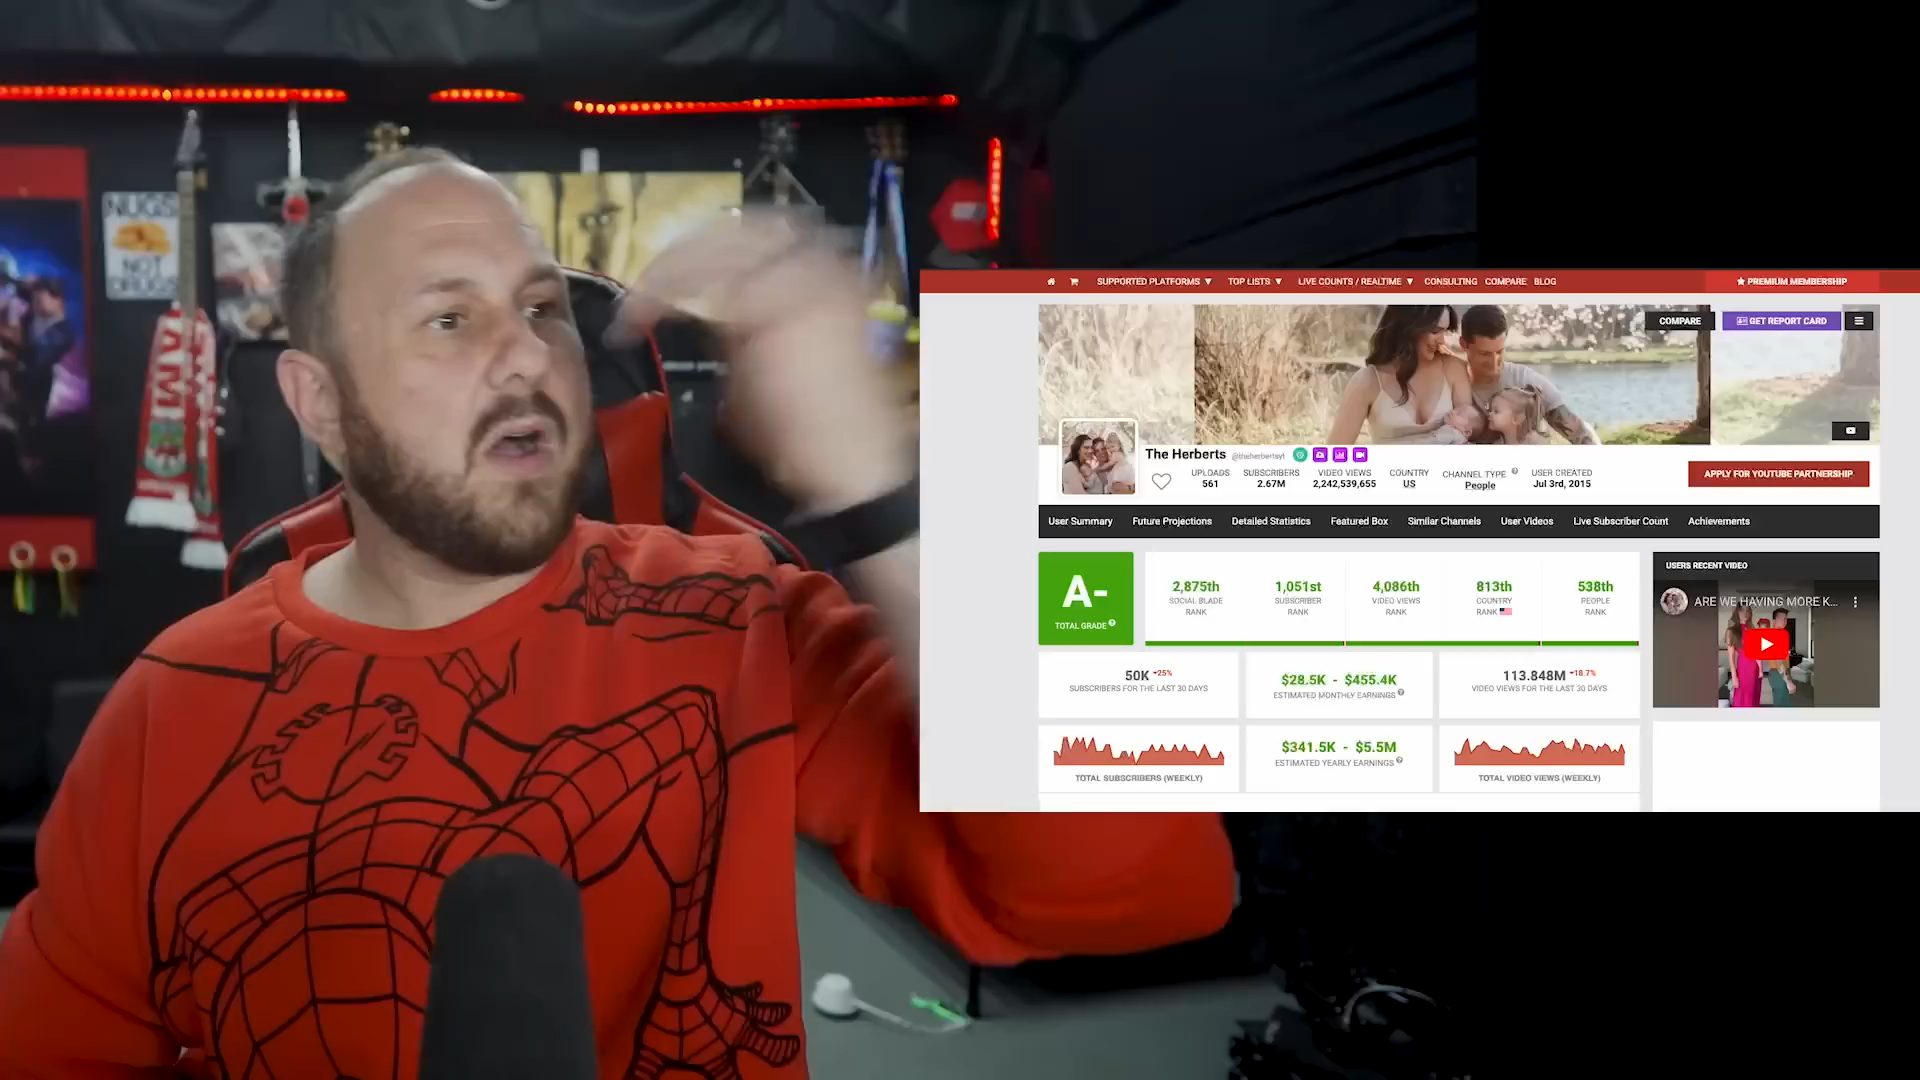 NUGS
NOT
DRUGS
SUPPORTED PLATFORMS ▼ TOP LISTS ▼ LIVE COUNTS / REALTIME ▼ CONSULTING COMPARE BLOG
★ PREMIUM MEMBERSHIP
COMPARE
GET REPORT CARD
The Herberts @theherbertsyt
UPLOADS
561
SUBSCRIBERS
2.67M
VIDEO VIEWS
2,242,539,655
COUNTRY
US
CHANNEL TYPE
People
USER CREATED
Jul 3rd, 2015
APPLY FOR YOUTUBE PARTNERSHIP
User Summary Future Projections Detailed Statistics Featured Box Similar Channels User Videos Live Subscriber Count Achievements
A-
TOTAL GRADE
2,875th
SOCIAL BLADE
RANK
1,051st
SUBSCRIBER
RANK
4,086th
VIDEO VIEWS
RANK
813th
COUNTRY
RANK
538th
PEOPLE
RANK
USERS RECENT VIDEO
ARE WE HAVING MORE K...
50K -25%
SUBSCRIBERS FOR THE LAST 30 DAYS
$28.5K - $455.4K
ESTIMATED MONTHLY EARNINGS
113.848M -18.7%
VIDEO VIEWS FOR THE LAST 30 DAYS
TOTAL SUBSCRIBERS (WEEKLY)
$341.5K - $5.5M
ESTIMATED YEARLY EARNINGS
TOTAL VIDEO VIEWS (WEEKLY)